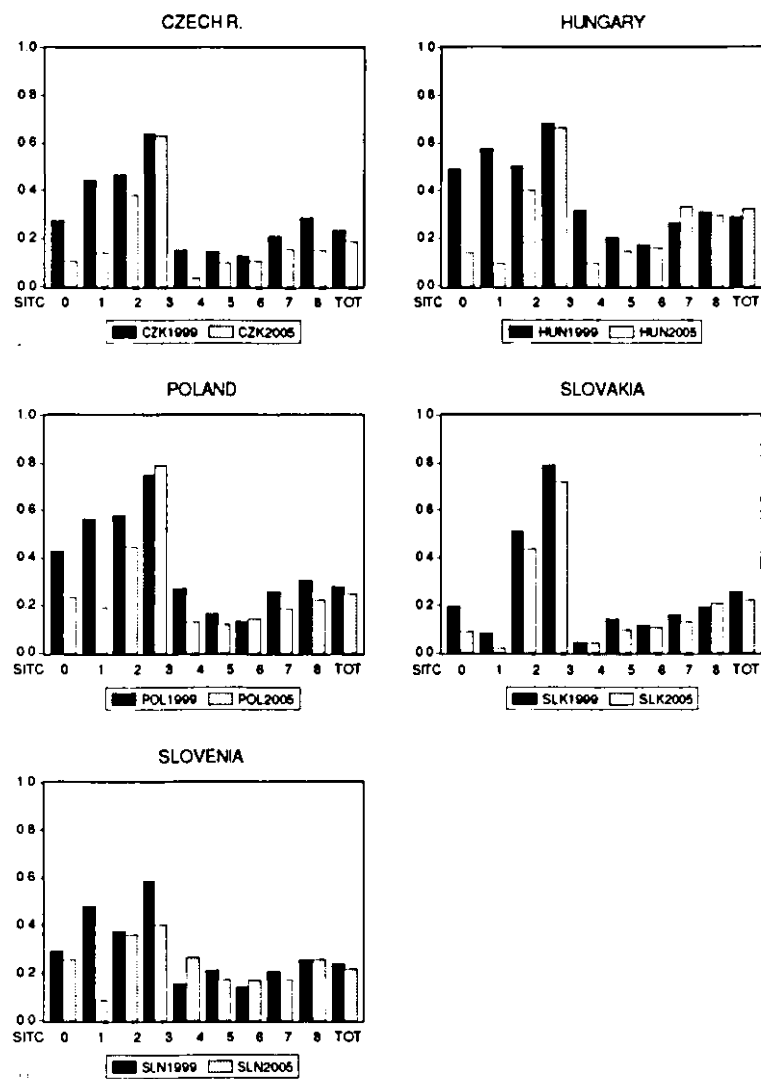 CZECH R.
1 0
0 8
0 6
0 4
0 2
0 0
SITC 0 1 2 3 4 5 6 7 8 TOT
CZK1999 CZK2005
HUNGARY
1 0
0 8
0 6
0 4
0 2
0 0
SITC 0 1 2 3 4 5 6 7 8 TOT
HUN1999 HUN2005
POLAND
1 0
0 8
0 6
0 4
0 2
0 0
SITC 0 1 2 3 4 5 6 7 8 TOT
POL1999 POL2005
SLOVAKIA
1 0
0 8
0 6
0 4
0 2
0 0
SITC 0 1 2 3 4 5 6 7 8 TOT
SLK1999 SLK2005
SLOVENIA
1 0
0 8
0 6
0 4
0 2
0 0
SITC 0 1 2 3 4 5 6 7 8 TOT
SLN1999 SLN2005